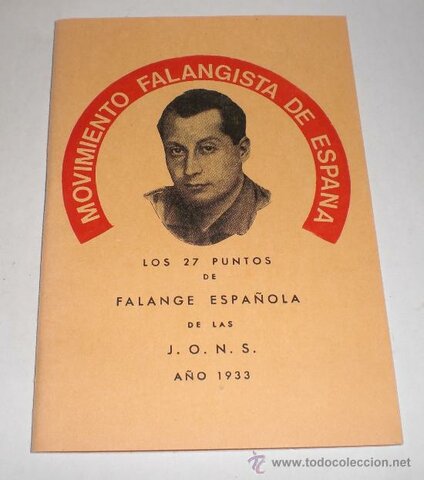 MOVIMIENTO FALANGISTA DE ESPAÑA
LOS 27 PUNTOS
DE
FALANGE ESPAÑOLA
DE LAS
J. O. N. S.
AÑO 1933
© www.todocoleccion.net